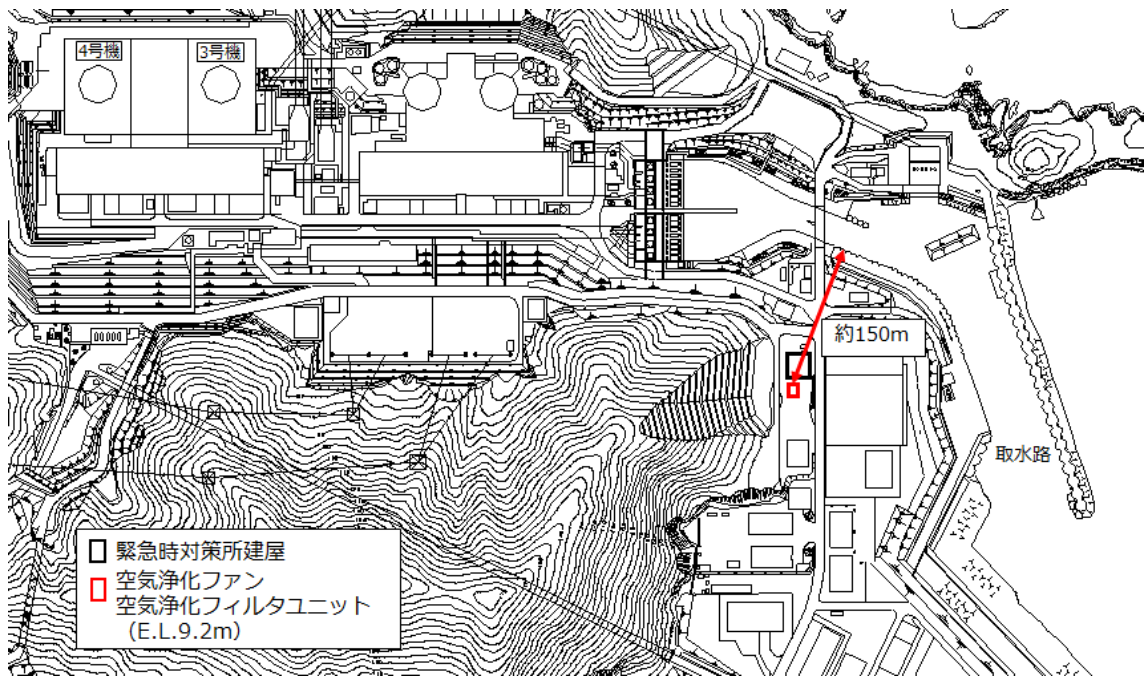 4号機
3号機
約150m
取水路
緊急時対策所建屋
空気浄化ファン
空気浄化フィルタユニット
(E.L.9.2m)